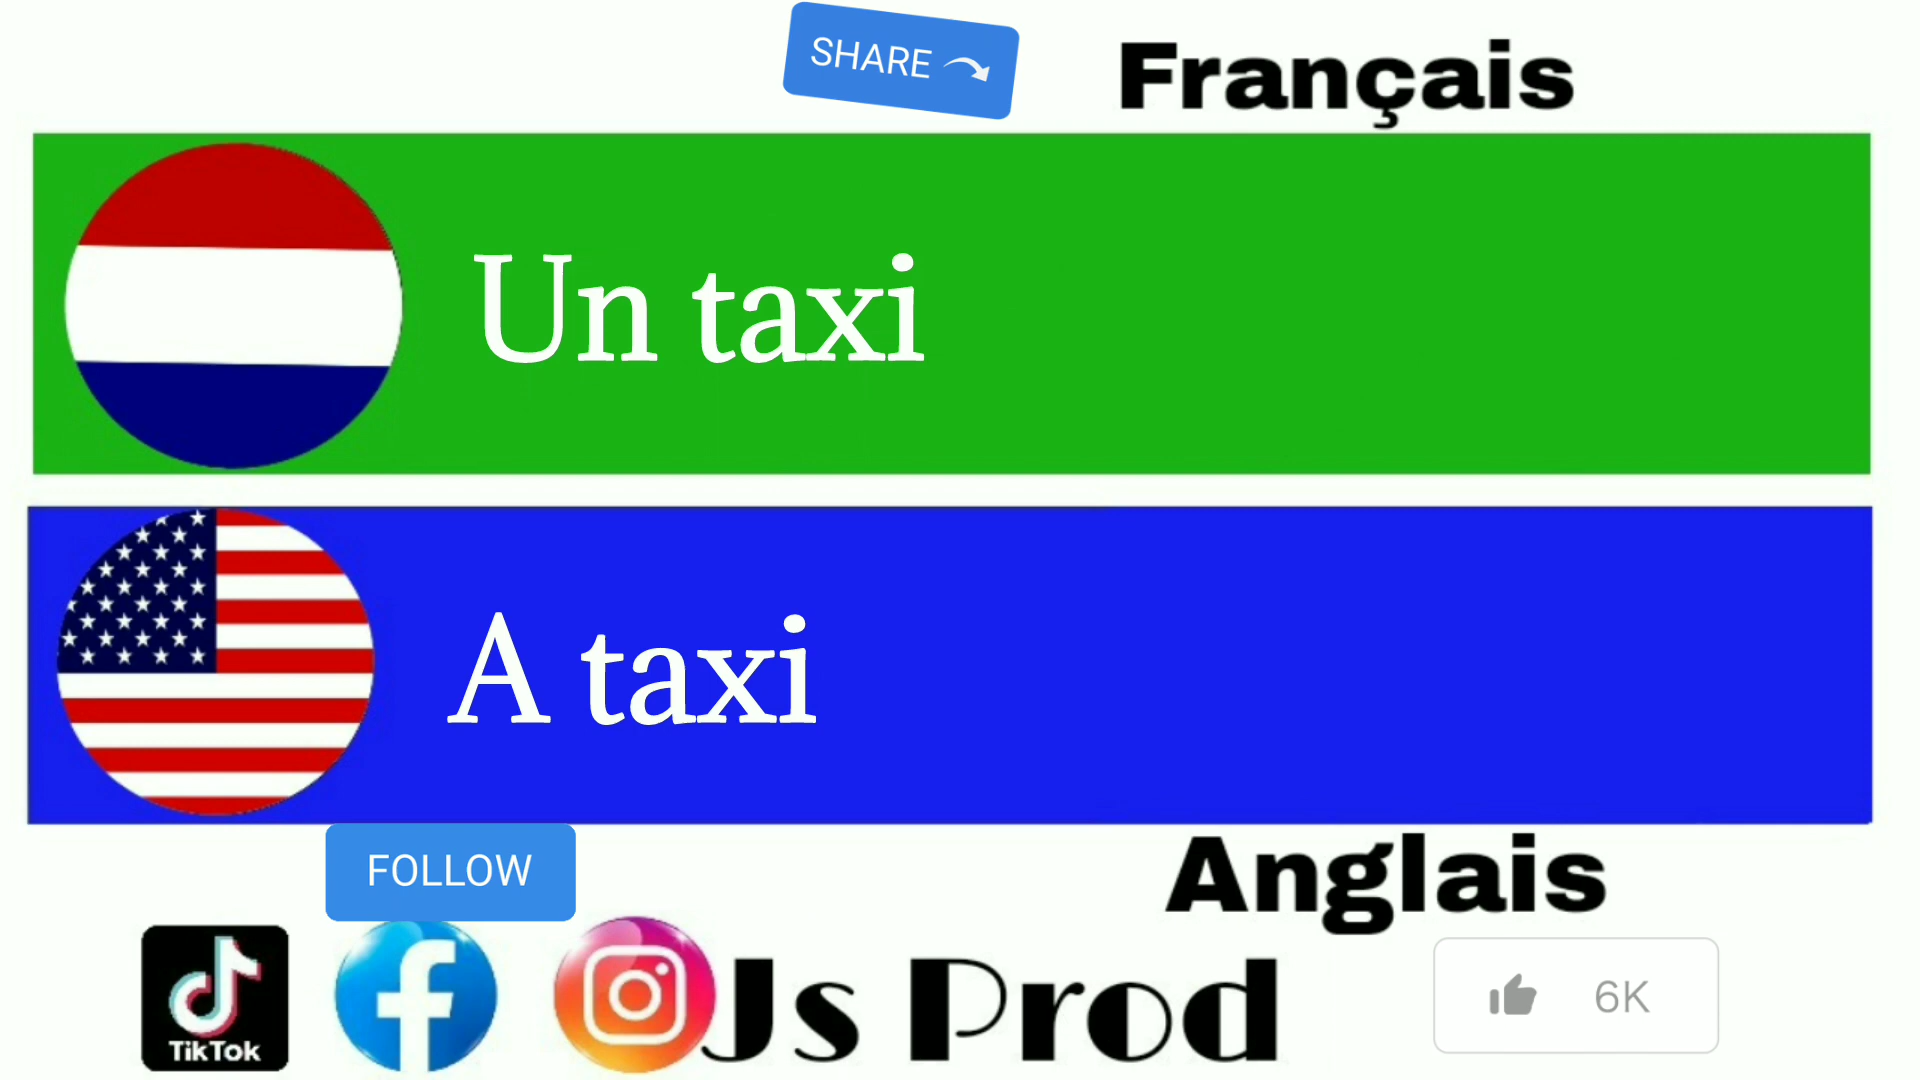 SHARE
Français
Un taxi
A taxi
FOLLOW
Anglais
TikTok
Js Prod
6K